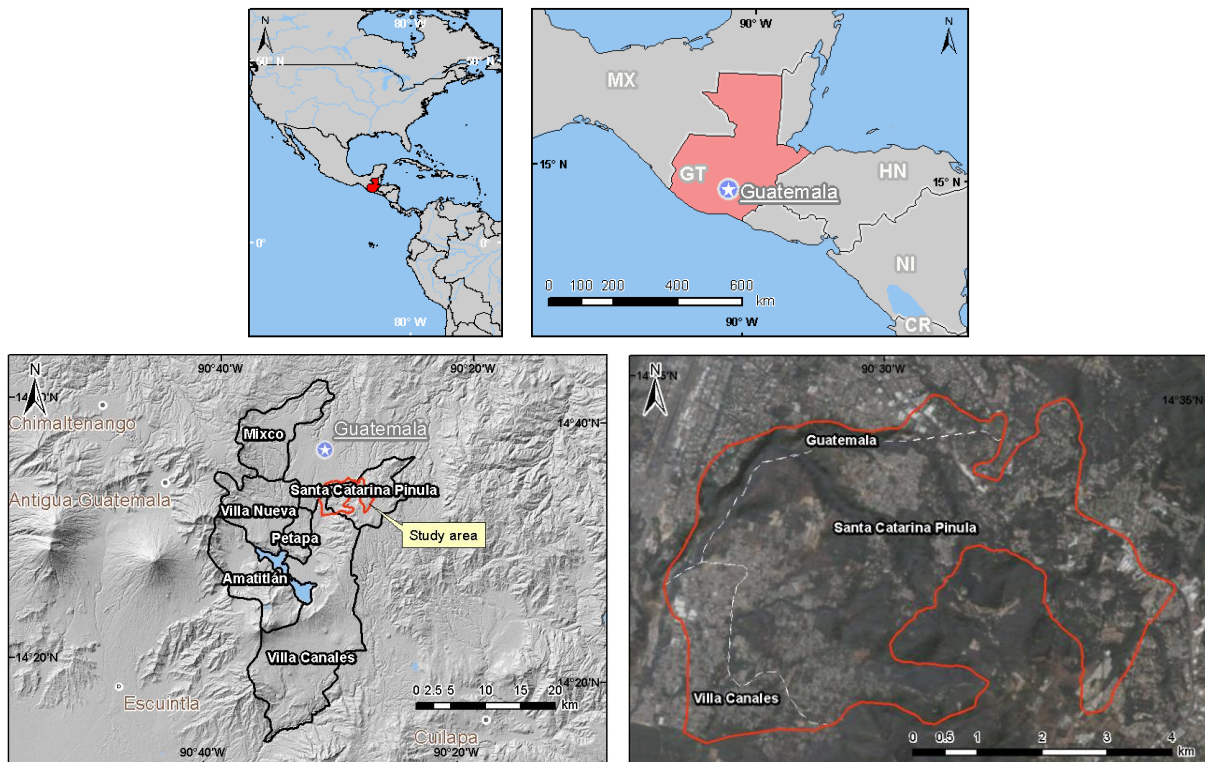 N
80° W
50° N
50° N
0°
0°
80° W
90° W
N
MX
15° N
GT
HN
15° N
Guatemala
NI
0 100 200 400 600
km
CR
90° W
90°40'W
90°20'W
N
Chimaltenango
Mixco
Guatemala
14°40'N
Antigua Guatemala
Santa Catarina Pinula
Villa Nueva
Petapa
Study area
Amatitlán
14°20'N
Villa Canales
14°20'N
Escuintla
0 2.5 5 10 15 20
km
Cuilapa
90°40'W
90°20'W
90°30'W
N
14°35'N
Guatemala
Santa Catarina Pinula
Villa Canales
0 0.5 1 2 3 4
km